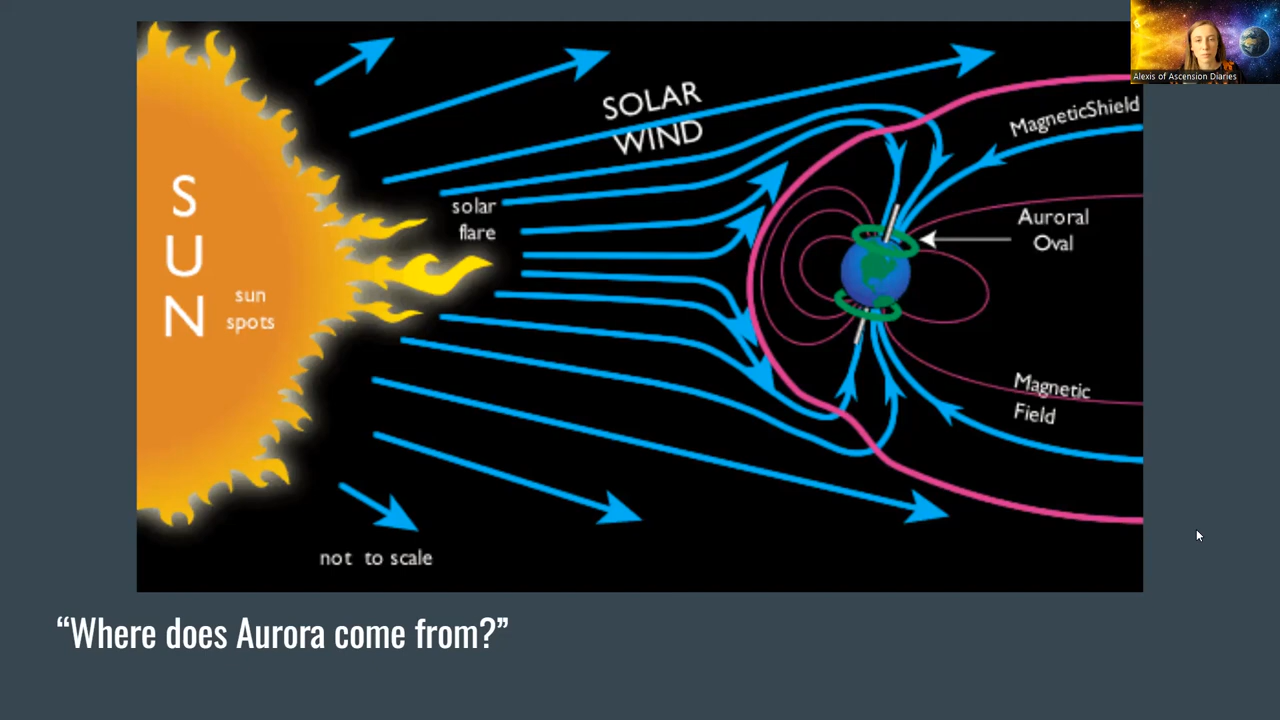 Alexis of Ascension Diaries
SOLAR
WIND
MagneticShield
S
U
N
solar
flare
Auroral
Oval
sun
spots
Magnetic
Field
not to scale
“Where does Aurora come from?”